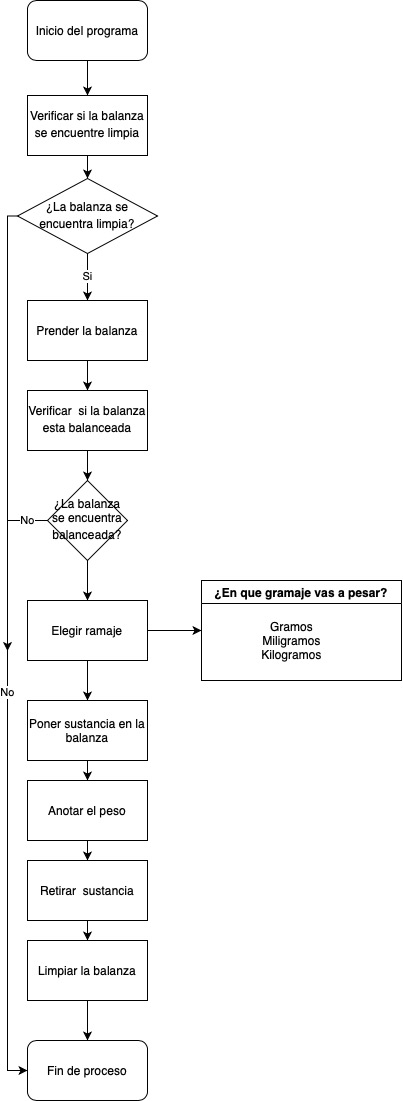 Inicio del programa
Verificar si la balanza
se encuentre limpia
¿La balanza se
encuentra limpia?
Si
Prender la balanza
Verificar si la balanza
esta balanceada
¿La balanza
se encuentra
balanceada?
No
Elegir ramaje
¿En que gramaje vas a pesar?
Gramos
Miligramos
Kilogramos
No
Poner sustancia en la
balanza
Anotar el peso
Retirar sustancia
Limpiar la balanza
Fin de proceso